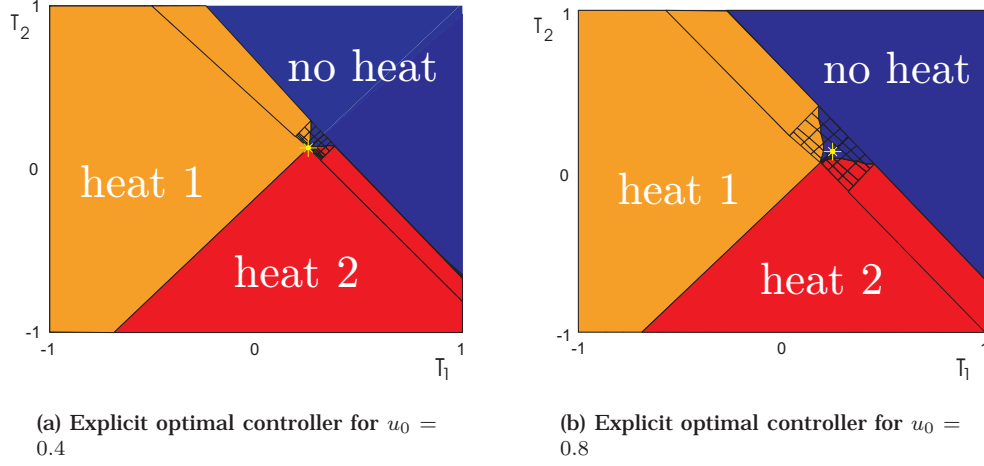 1
T2
no heat
heat 1
0
heat 2
-1
-1
0
1
T1
(a) Explicit optimal controller for u0 =
0.4
1
T2
no heat
heat 1
0
heat 2
-1
-1
0
1
T1
(b) Explicit optimal controller for u0 =
0.8